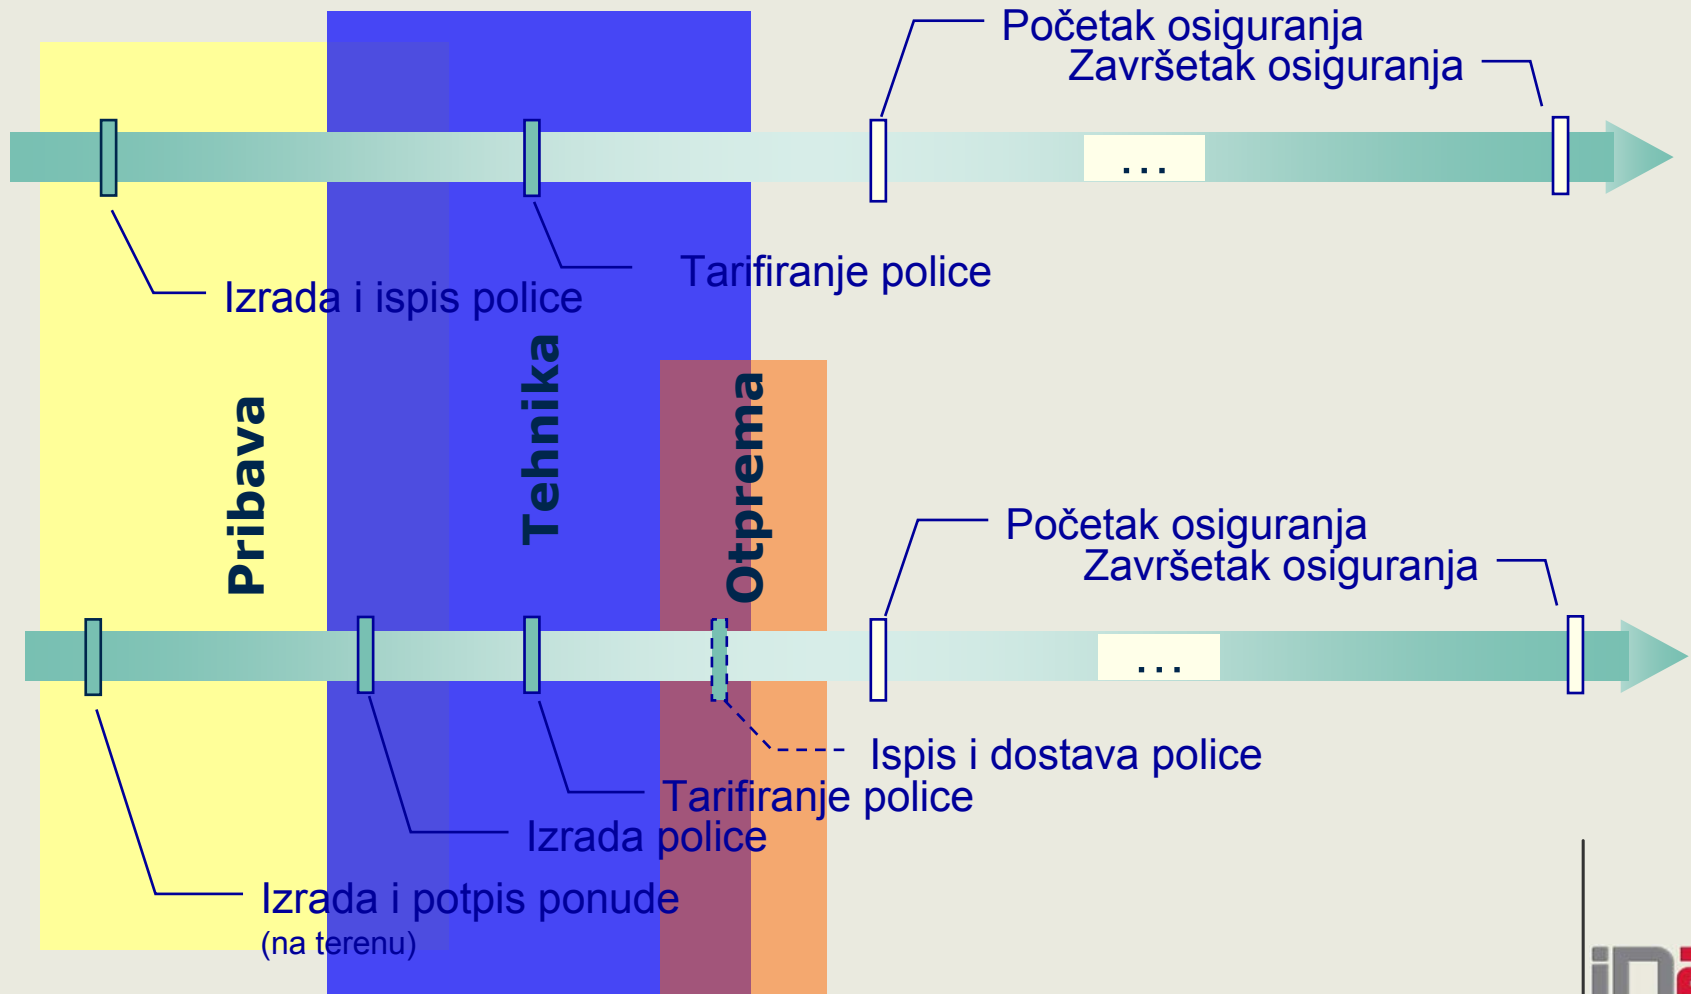 Početak osiguranja
Završetak osiguranja
...
Tarifiranje police
Izrada i ispis police
Pribava
Tehnika
Otprema
Početak osiguranja
Završetak osiguranja
...
Ispis i dostava police
Tarifiranje police
Izrada police
Izrada i potpis ponude
(na terenu)